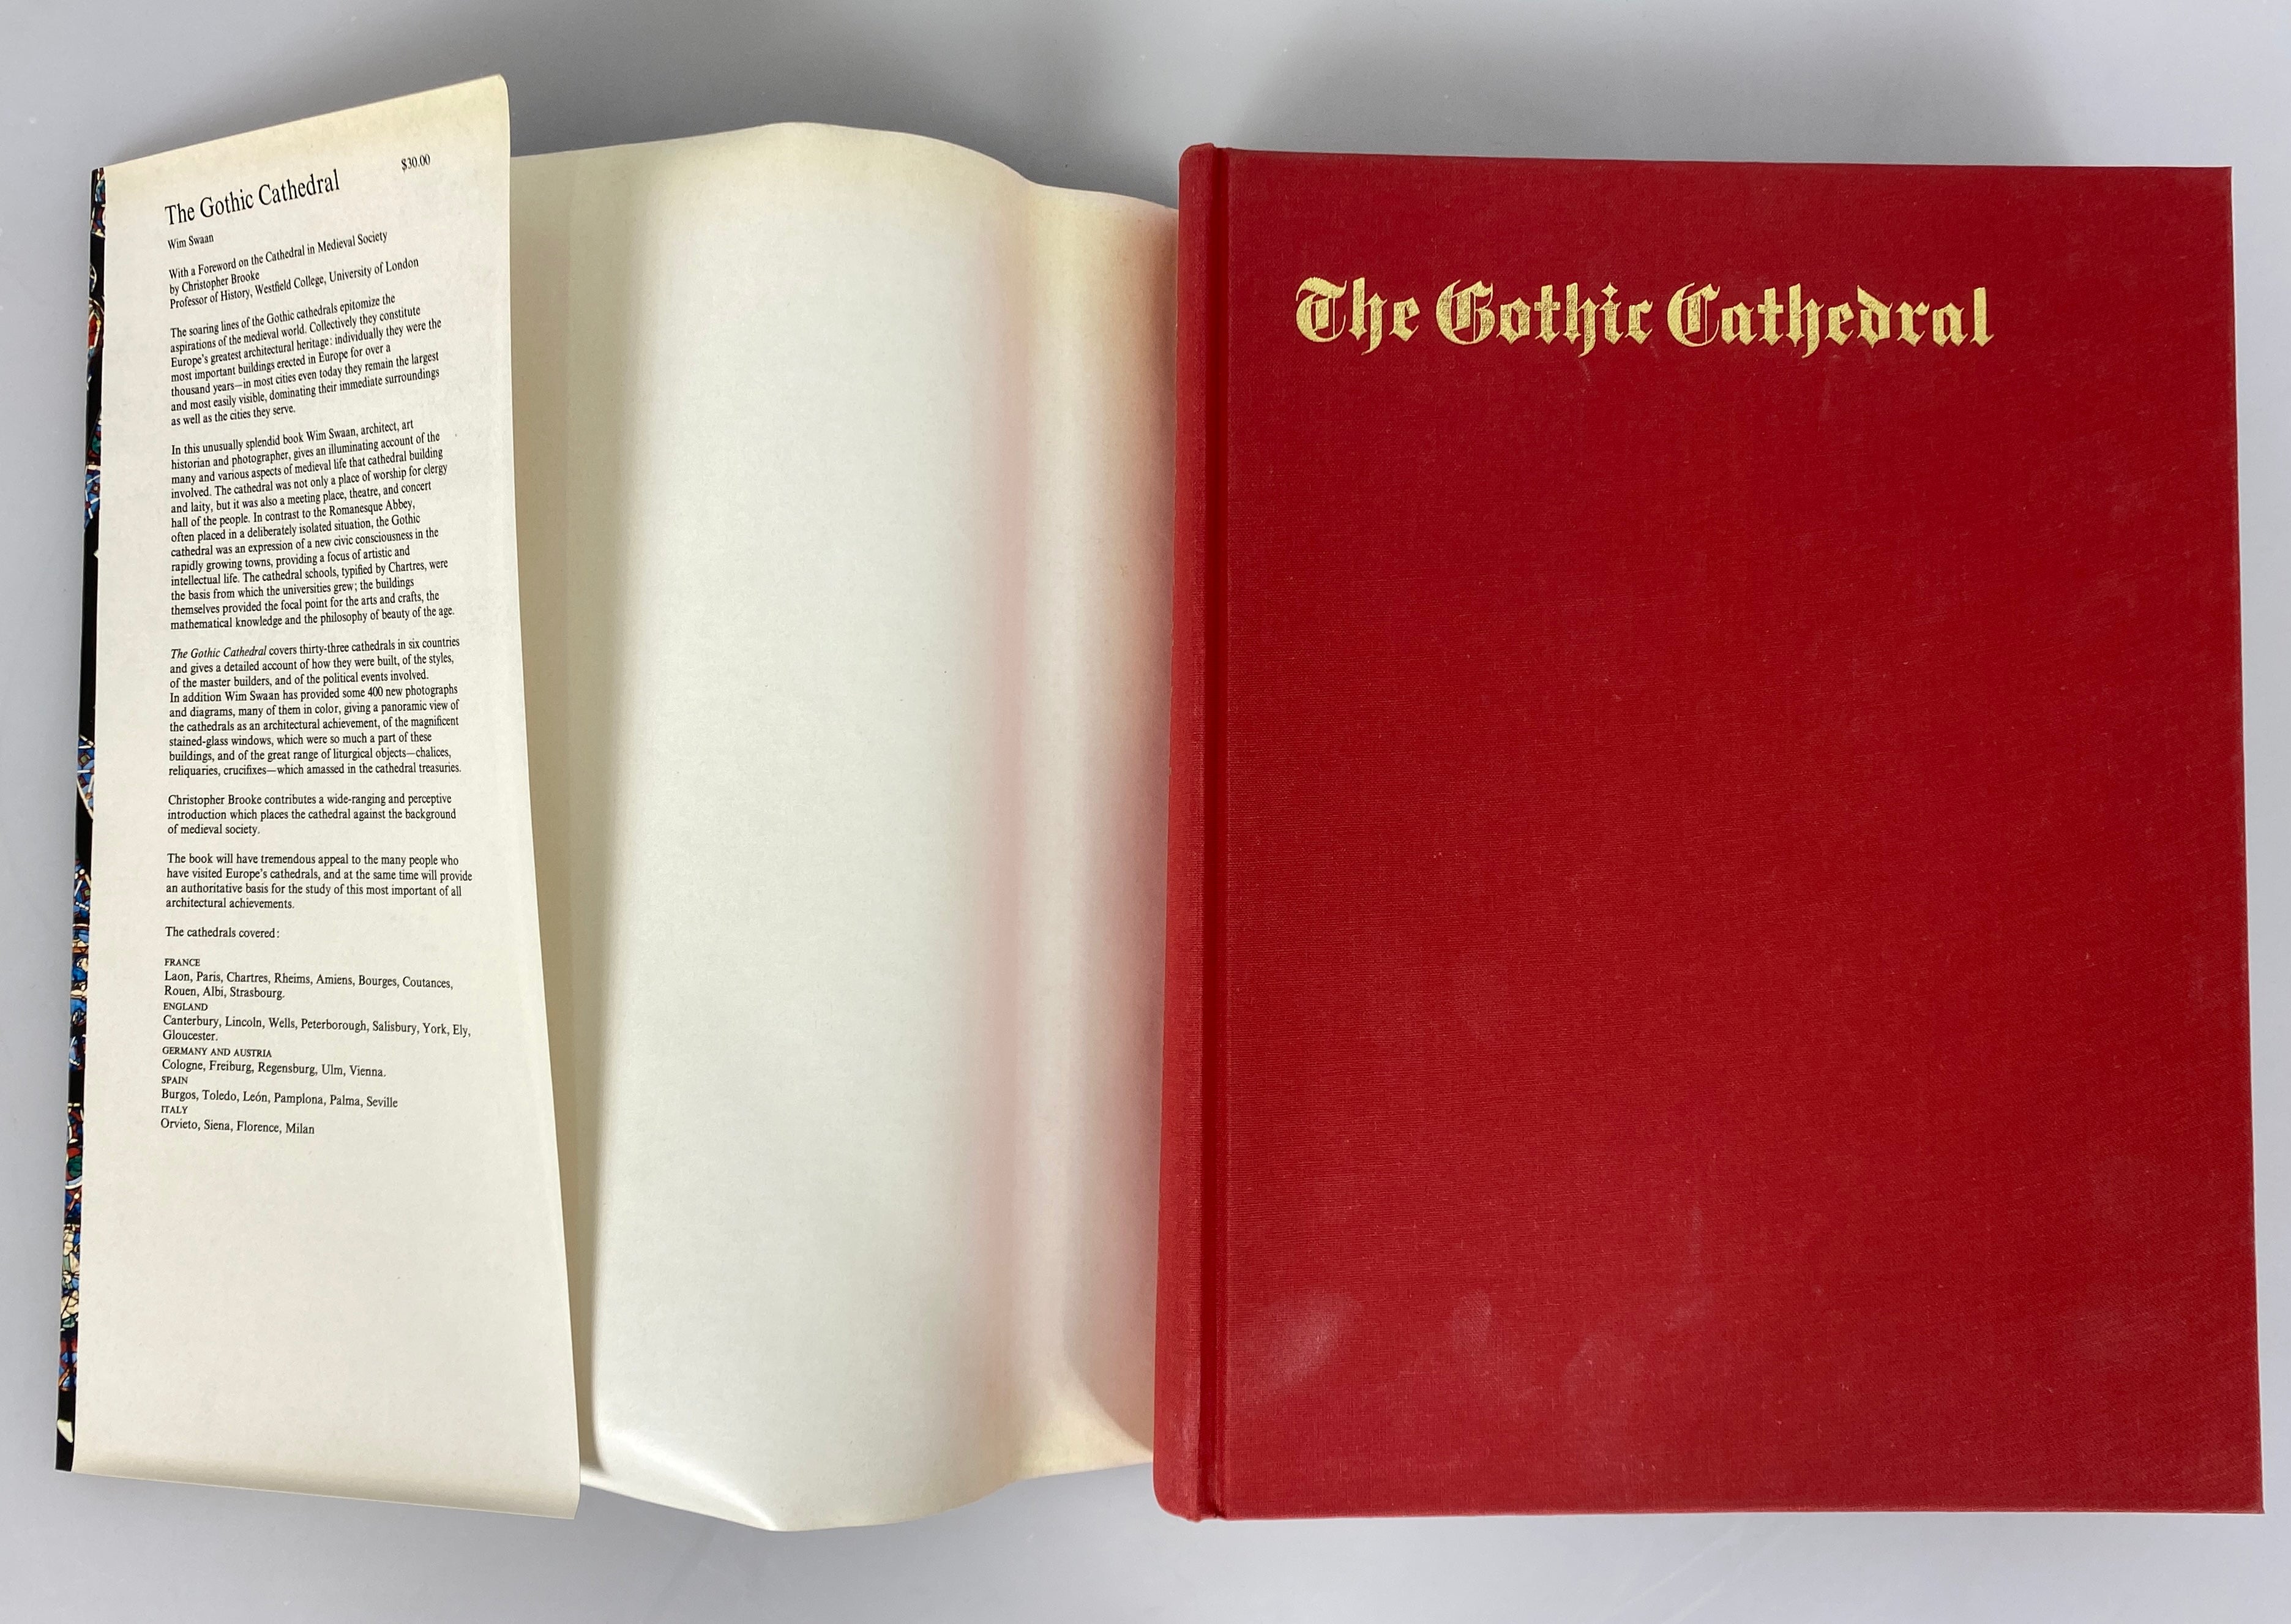 $30.00
The Gothic Cathedral
Wim Swaan
With a Foreword on the Cathedral in Medieval Society
by Christopher Brooke
Professor of History, Westfield College, University of London
The soaring lines of the Gothic cathedrals epitomize the
aspirations of the medieval world. Collectively they constitute
Europe's greatest architectural heritage: individually they were the
most important buildings erected in Europe for over a
thousand years—in most cities even today they remain the largest
and most easily visible, dominating their immediate surroundings
as well as the cities they serve.
In this unusually splendid book Wim Swaan, architect, art
historian and photographer, gives an illuminating account of the
many and various aspects of medieval life that cathedral building
involved. The cathedral was not only a place of worship for clergy
and laity, but it was also a meeting place, theatre, and concert
hall of the people. In contrast to the Romanesque Abbey,
often placed in a deliberately isolated situation, the Gothic
cathedral was an expression of a new civic consciousness in the
rapidly growing towns, providing a focus of artistic and
intellectual life. The cathedral schools, typified by Chartres, were
the basis from which the universities grew; the buildings
themselves provided the focal point for the arts and crafts, the
mathematical knowledge and the philosophy of beauty of the age.
The Gothic Cathedral covers thirty-three cathedrals in six countries
and gives a detailed account of how they were built, of the styles,
of the master builders, and of the political events involved.
In addition Wim Swaan has provided some 400 new photographs
and diagrams, many of them in color, giving a panoramic view of
the cathedrals as an architectural achievement, of the magnificent
stained-glass windows, which were so much a part of these
buildings, and of the great range of liturgical objects—chalices,
reliquaries, crucifixes—which amassed in the cathedral treasuries.
Christopher Brooke contributes a wide-ranging and perceptive
introduction which places the cathedral against the background
of medieval society.
The book will have tremendous appeal to the many people who
have visited Europe's cathedrals, and at the same time will provide
an authoritative basis for the study of this most important of all
architectural achievements.
The cathedrals covered:
FRANCE
Laon, Paris, Chartres, Rheims, Amiens, Bourges, Coutances,
Rouen, Albi, Strasbourg.
ENGLAND
Canterbury, Lincoln, Wells, Peterborough, Salisbury, York, Ely,
Gloucester.
GERMANY AND AUSTRIA
Cologne, Freiburg, Regensburg, Ulm, Vienna.
SPAIN
Burgos, Toledo, León, Pamplona, Palma, Seville
ITALY
Orvieto, Siena, Florence, Milan
The Gothic Cathedral